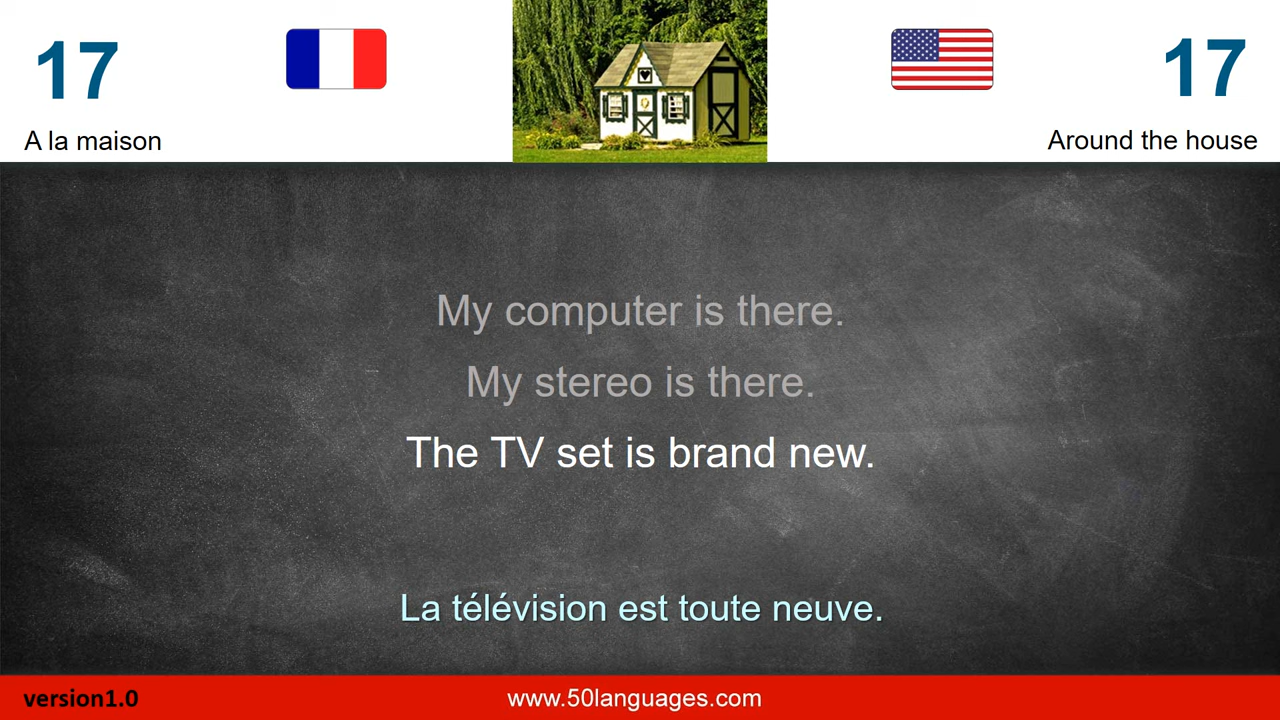 17
17
A la maison
Around the house
My computer is there.
My stereo is there.
The TV set is brand new.
La télévision est toute neuve.
version1.0
www.50languages.com